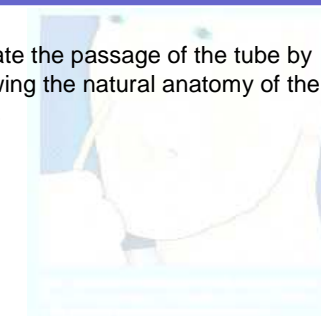 ate the passage of the tube by
wing the natural anatomy of the